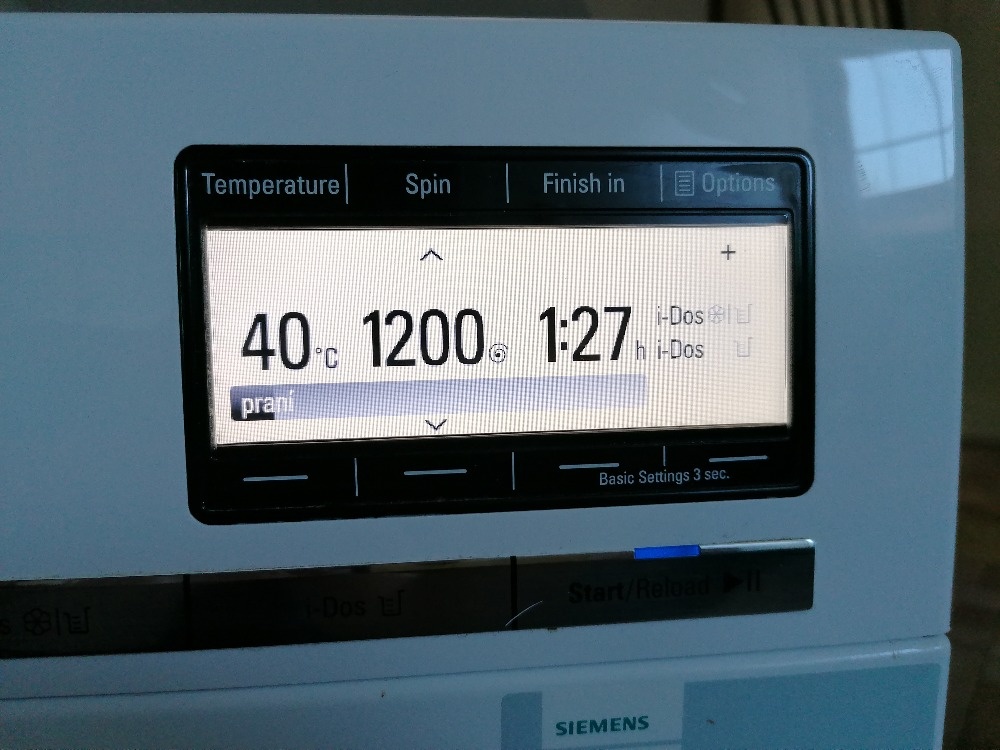 Temperature Spin Finish in Options
40 °C 1200 1:27 h i-Dos
i-Dos
praní
Basic Settings 3 sec.
s i-Dos Start/Reload
SIEMENS